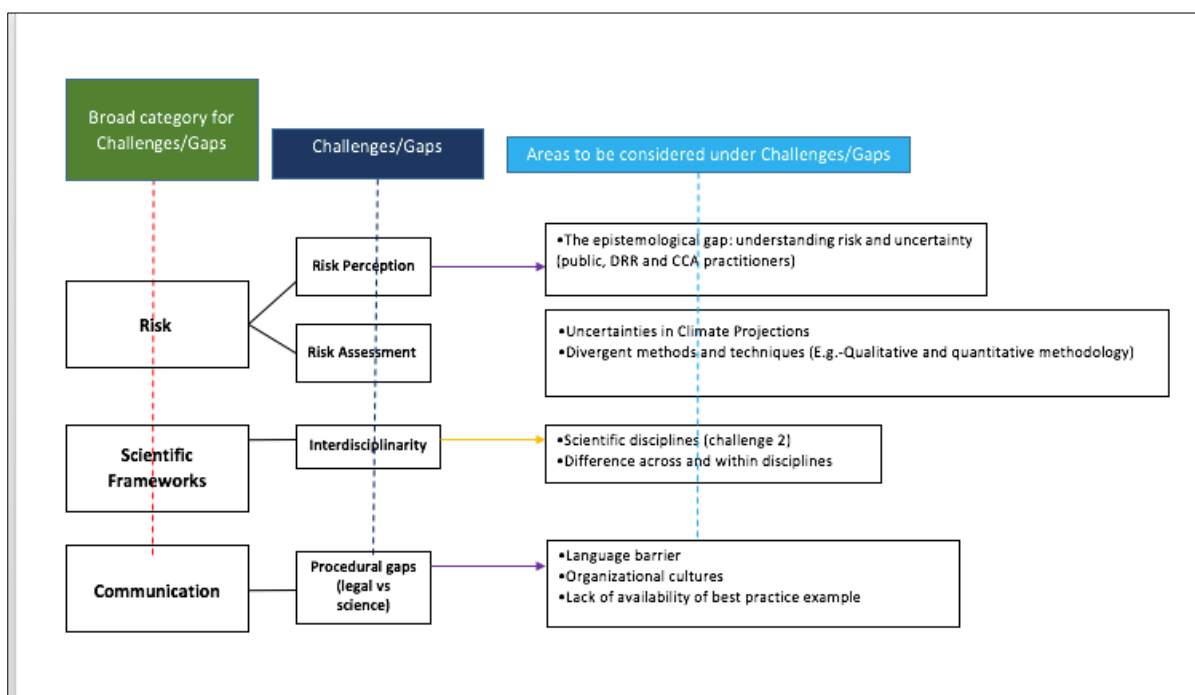 Broad category for
Challenges/Gaps
Challenges/Gaps
Areas to be considered under Challenges/Gaps
Risk
Risk Perception
•The epistemological gap: understanding risk and uncertainty
(public, DRR and CCA practitioners)
Risk Assessment
•Uncertainties in Climate Projections
•Divergent methods and techniques (E.g.-Qualitative and quantitative methodology)
Scientific
Frameworks
Interdisciplinarity
•Scientific disciplines (challenge 2)
•Difference across and within disciplines
Communication
Procedural gaps
(legal vs
science)
•Language barrier
•Organizational cultures
•Lack of availability of best practice example